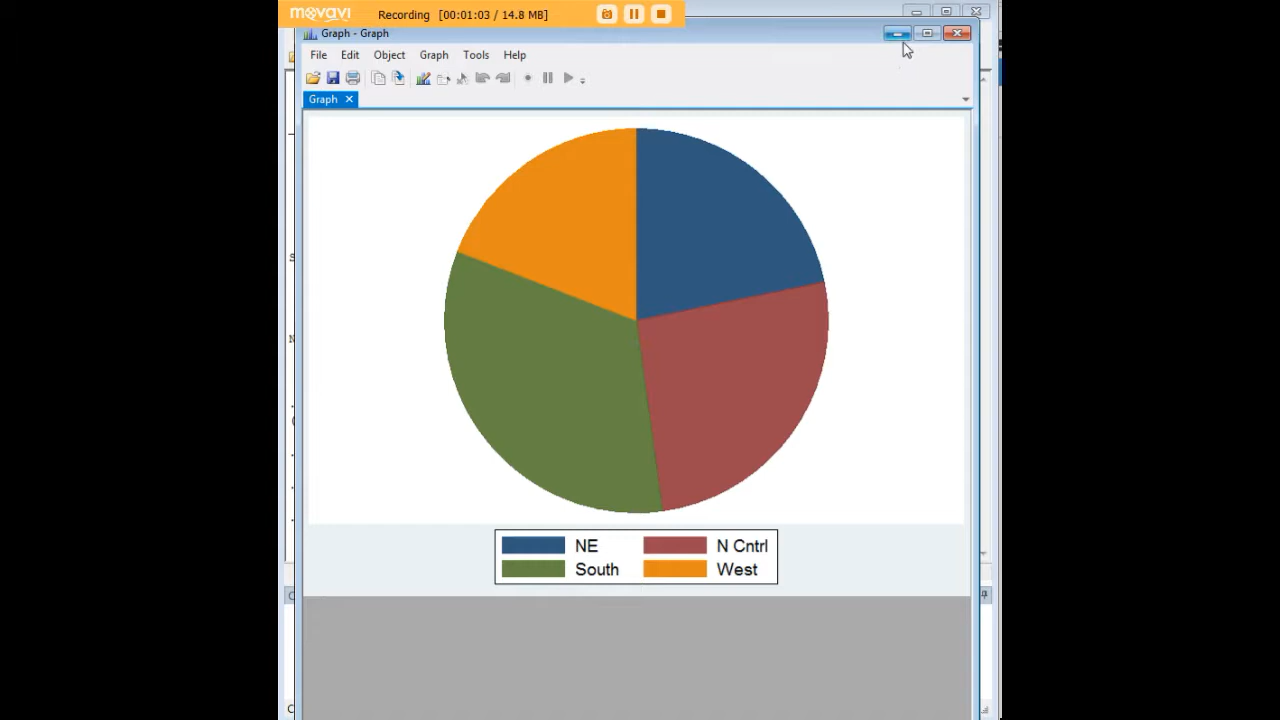 movavi Recording [00:01:03 / 14.8 MB]
Graph - Graph
File Edit Object Graph Tools Help
Graph
NE N Cntrl
South West